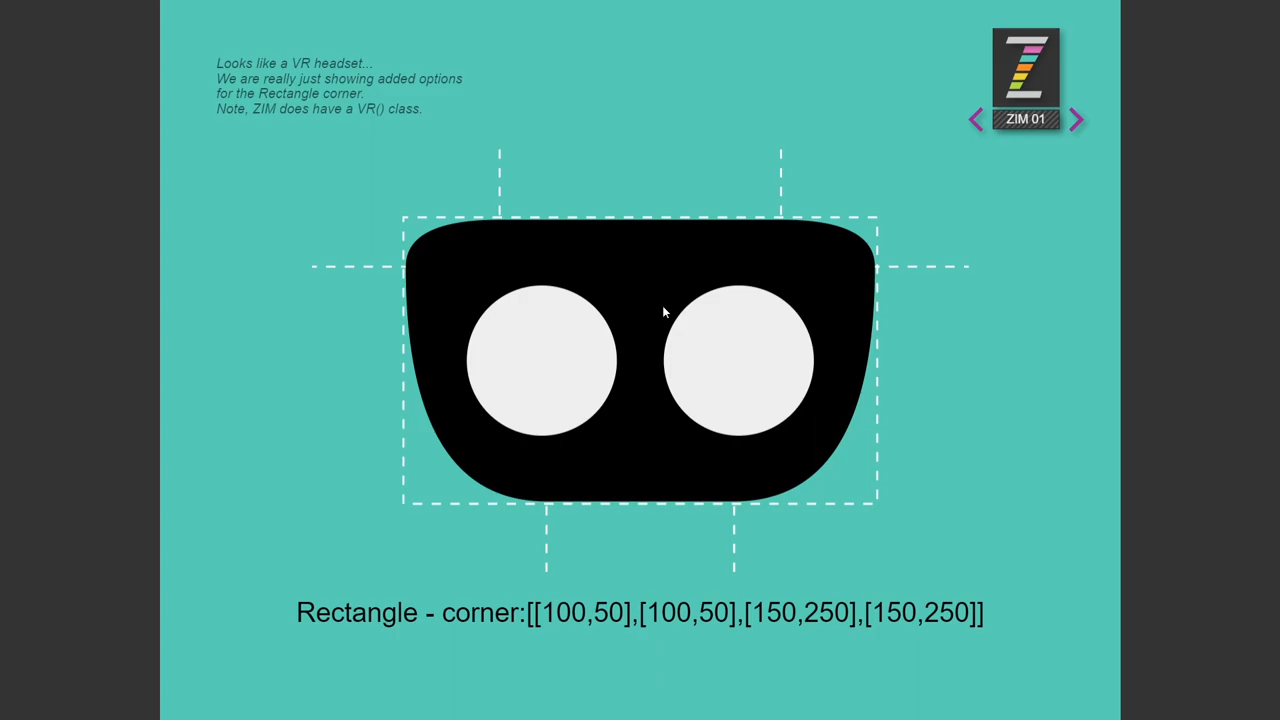 Looks like a VR headset...
We are really just showing added options
for the Rectangle corner.
Note, ZIM does have a VR() class.
ZIM 01
Rectangle - corner:[[100,50],[100,50],[150,250],[150,250]]